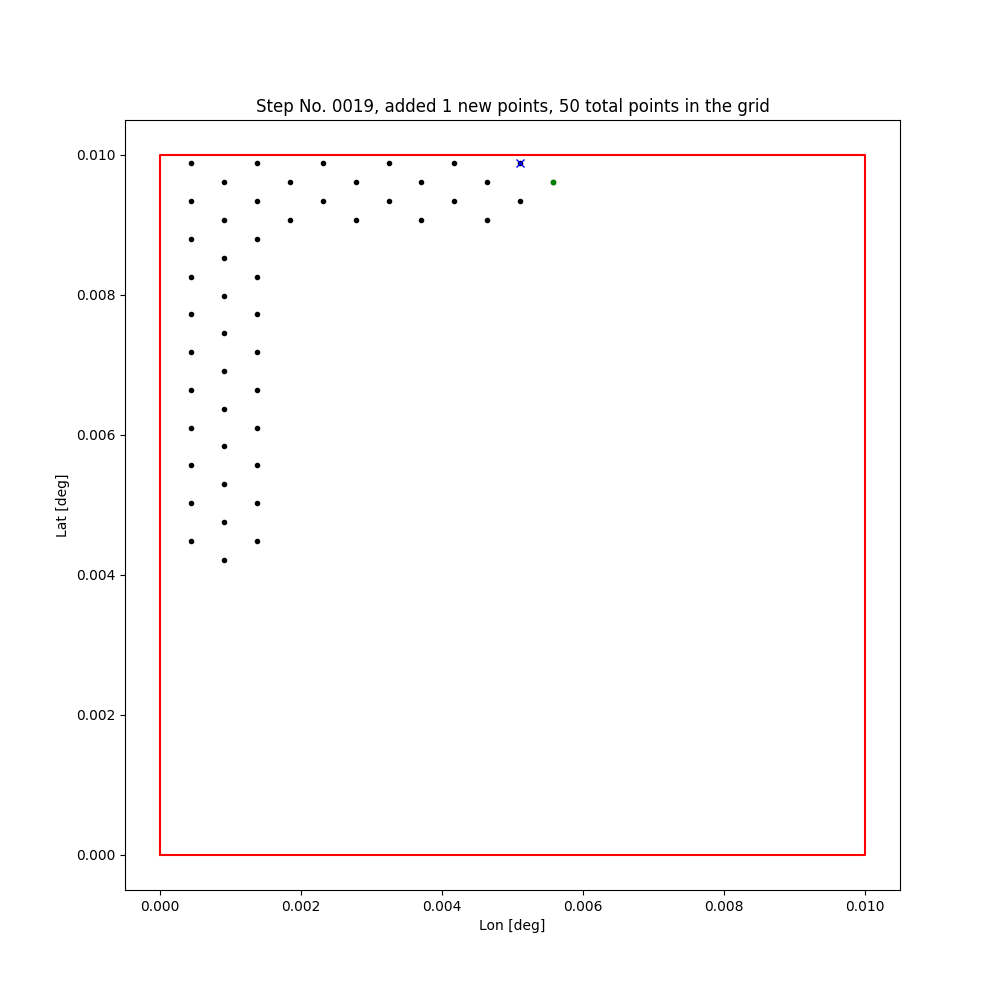 Step No. 0019, added 1 new points, 50 total points in the grid
0.010
0.008
0.006
0.004
0.002
0.000
Lat [deg]
0.000 0.002 0.004 0.006 0.008 0.010
Lon [deg]